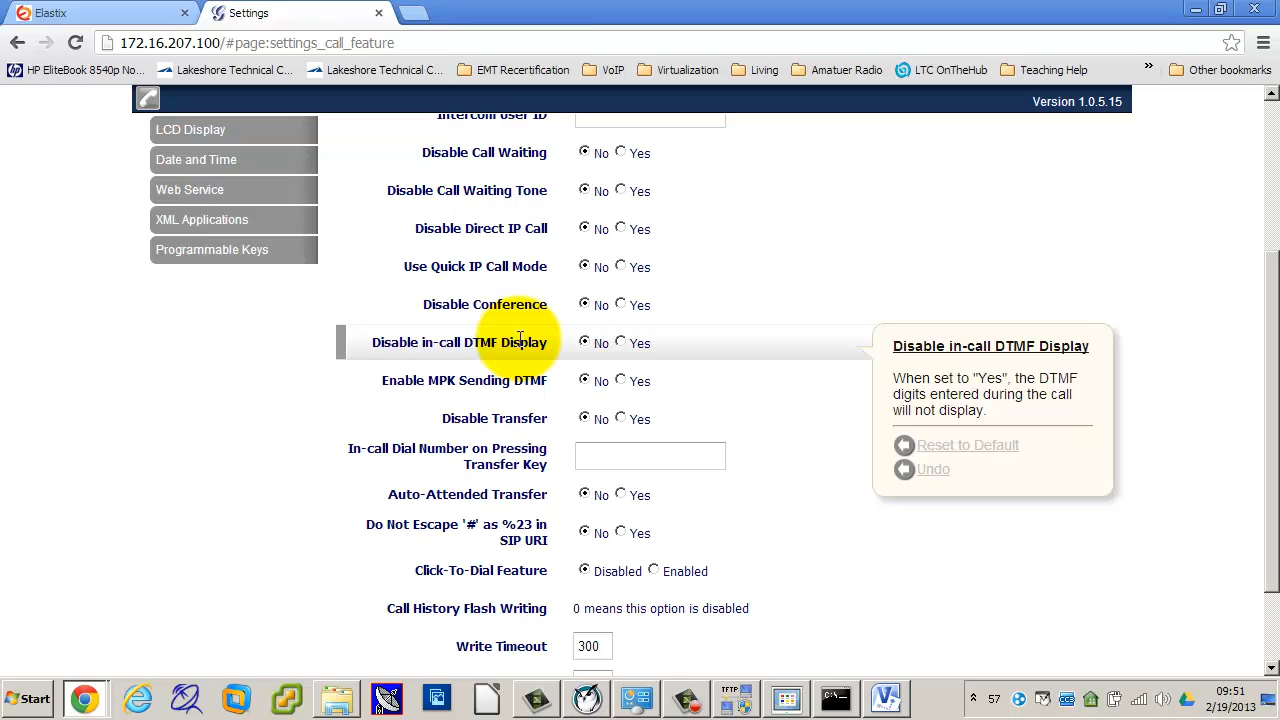 Elastix
Settings
172.16.207.100/#page:settings_call_feature
HP EliteBook 8540p No...
Lakeshore Technical C...
Lakeshore Technical C...
EMT Recertification
VoIP
Virtualization
Living
Amatuer Radio
LTC OnTheHub
Teaching Help
»
Other bookmarks
Version 1.0.5.15
LCD Display
Date and Time
Web Service
XML Applications
Programmable Keys
Intercom User ID
Disable Call Waiting No Yes
Disable Call Waiting Tone No Yes
Disable Direct IP Call No Yes
Use Quick IP Call Mode No Yes
Disable Conference No Yes
Disable in-call DTMF Display No Yes
Enable MPK Sending DTMF No Yes
Disable Transfer No Yes
In-call Dial Number on Pressing
Transfer Key
Auto-Attended Transfer No Yes
Do Not Escape '#' as %23 in
SIP URI No Yes
Click-To-Dial Feature Disabled Enabled
Call History Flash Writing 0 means this option is disabled
Write Timeout 300
Disable in-call DTMF Display
When set to "Yes", the DTMF
digits entered during the call
will not display.
Reset to Default
Undo
Start
TFTP
57
09:51
2/19/2013